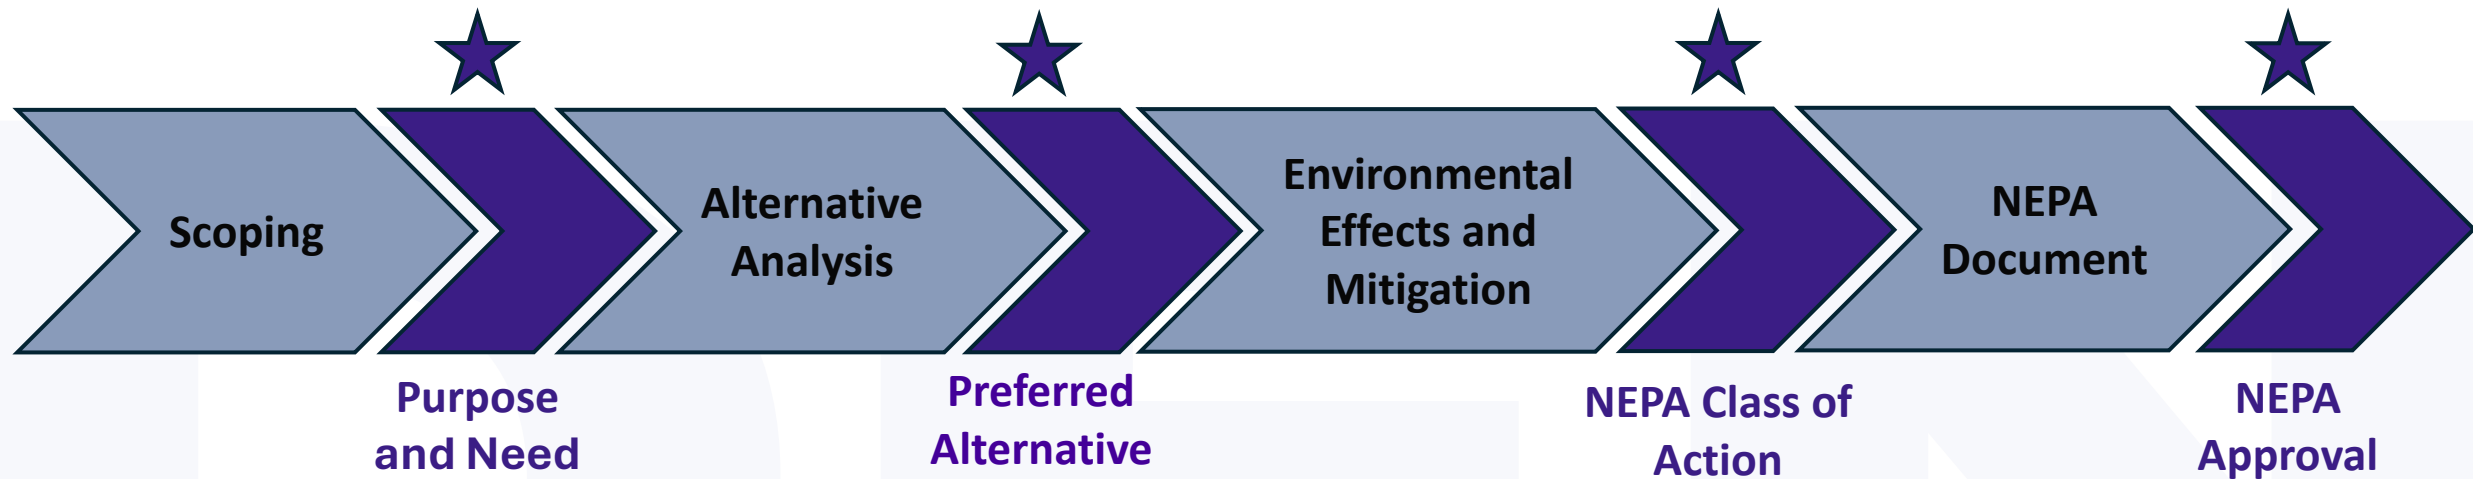 Scoping
Purpose
and Need
Alternative
Analysis
Preferred
Alternative
Environmental
Effects and
Mitigation
NEPA Class of
Action
NEPA
Document
NEPA
Approval